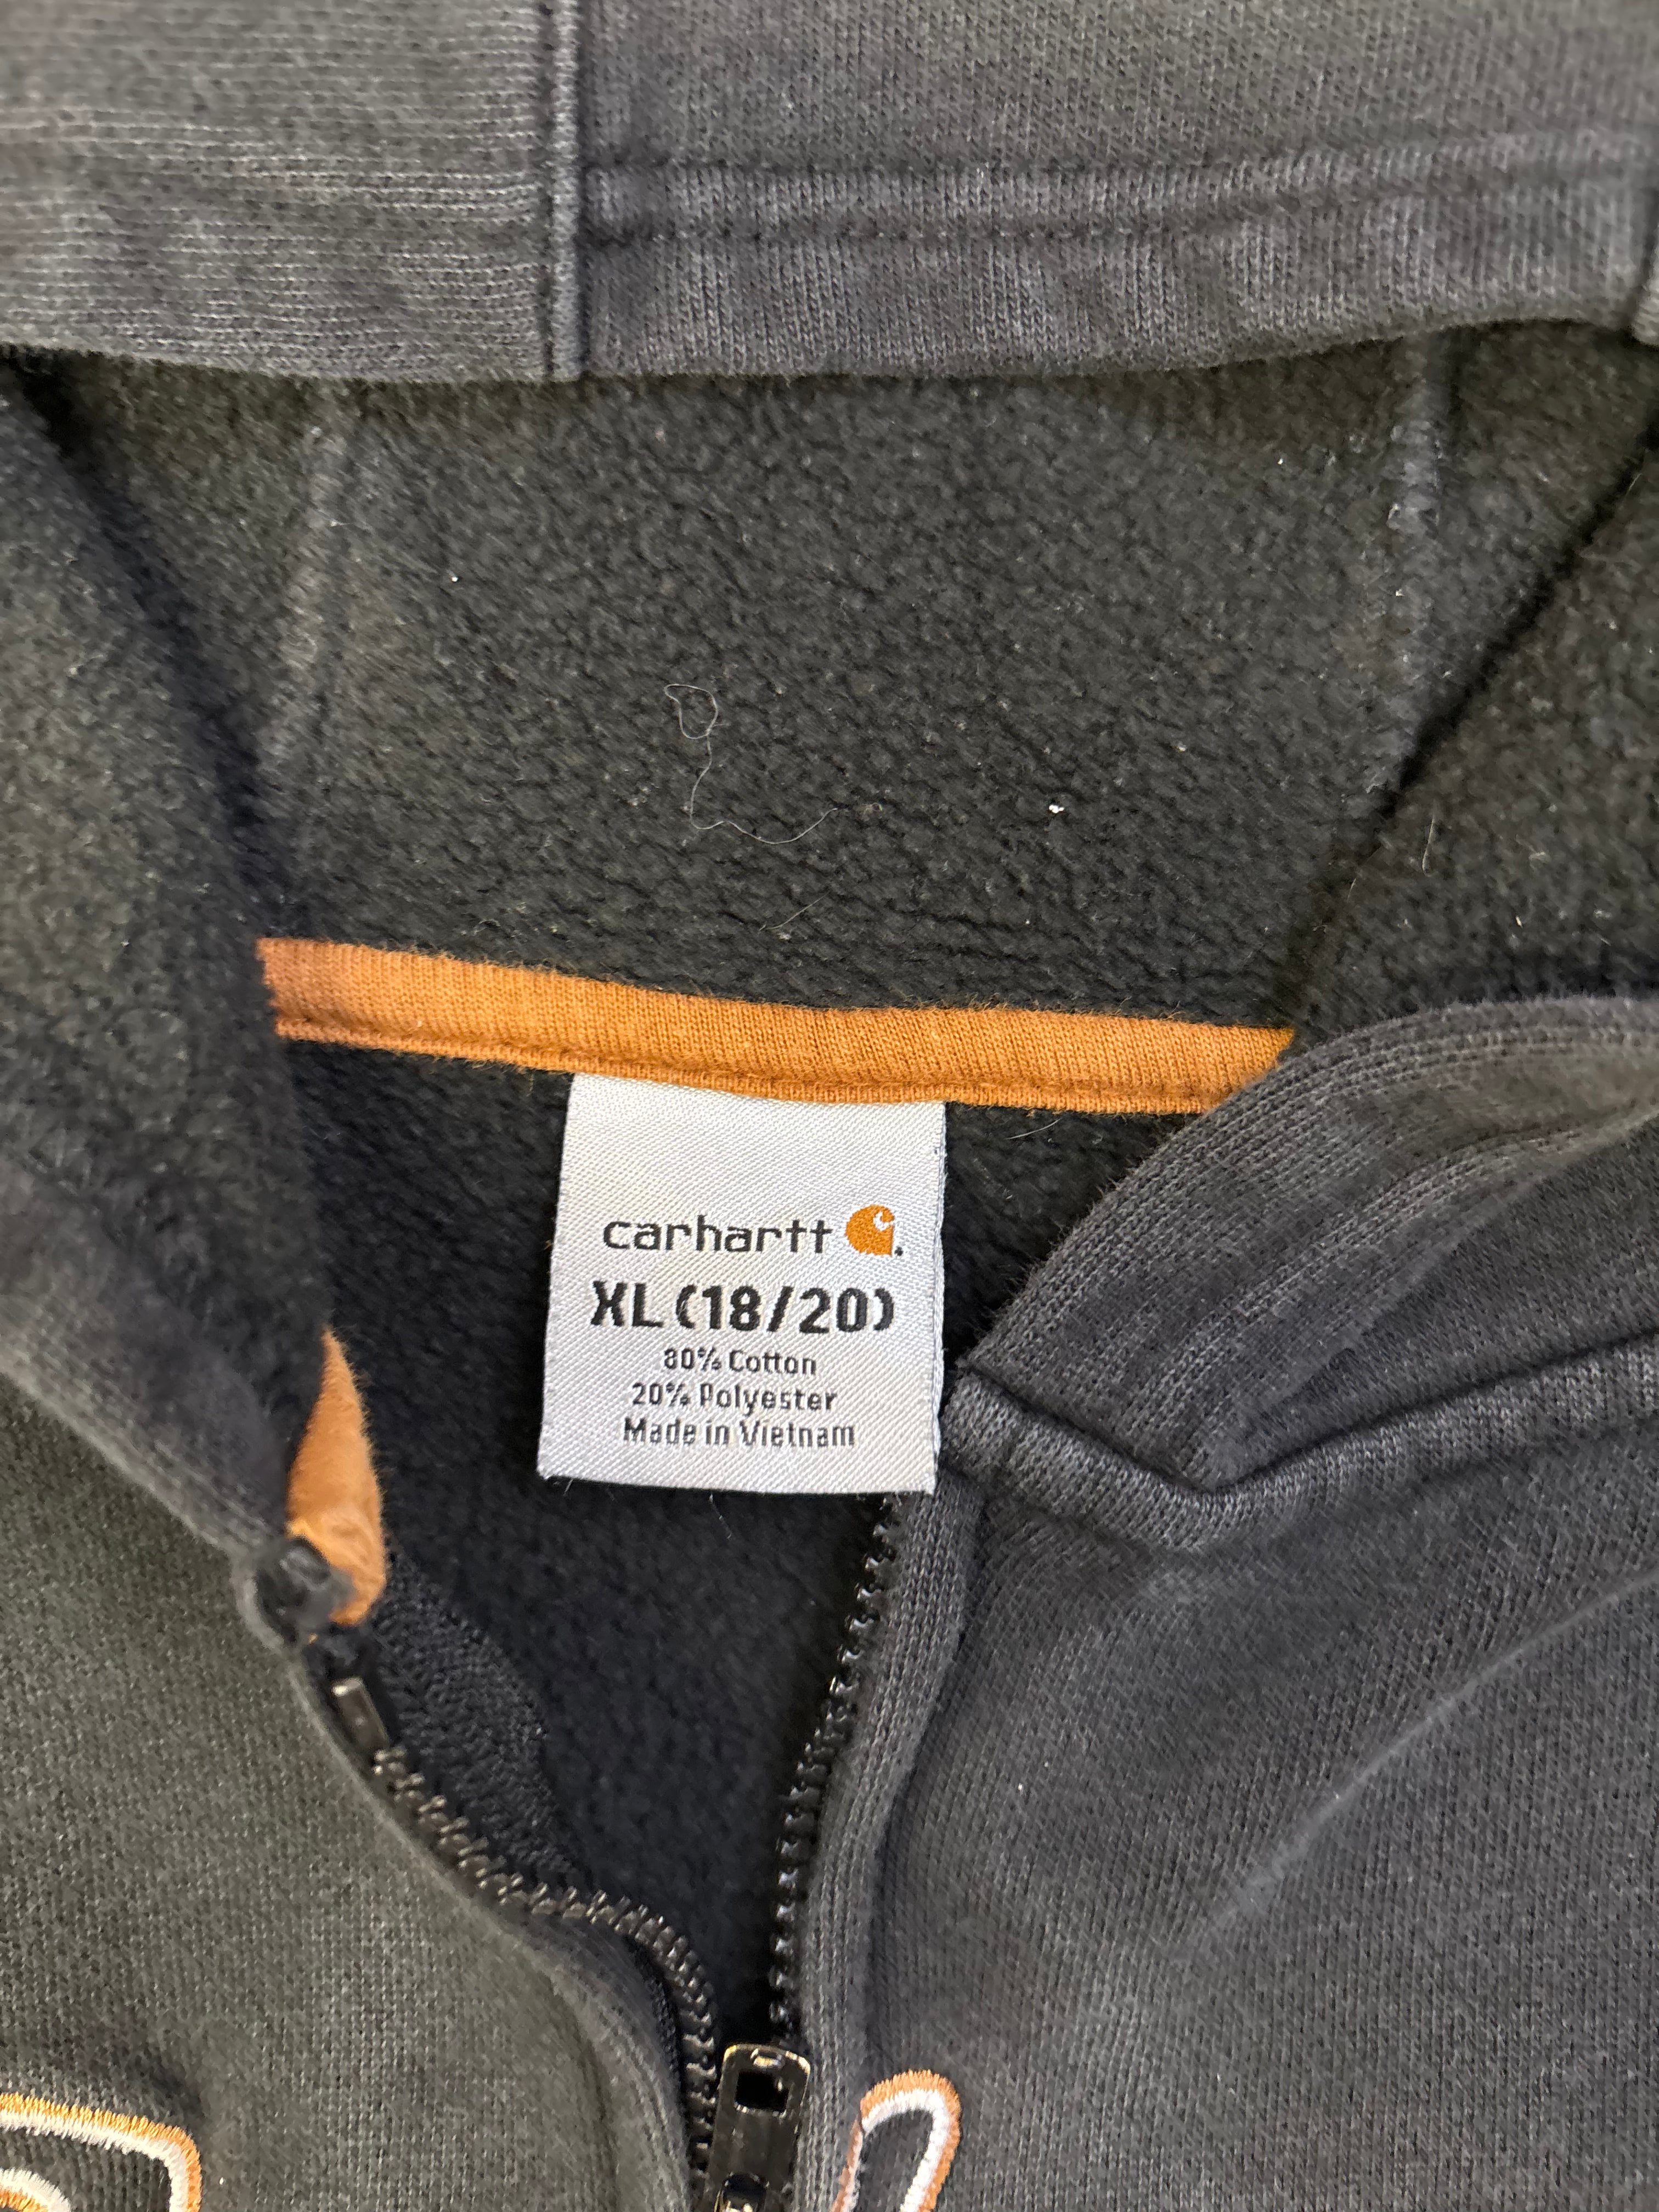 carhartt
XL (18/20)
80% Cotton
20% Polyester
Made in Vietnam